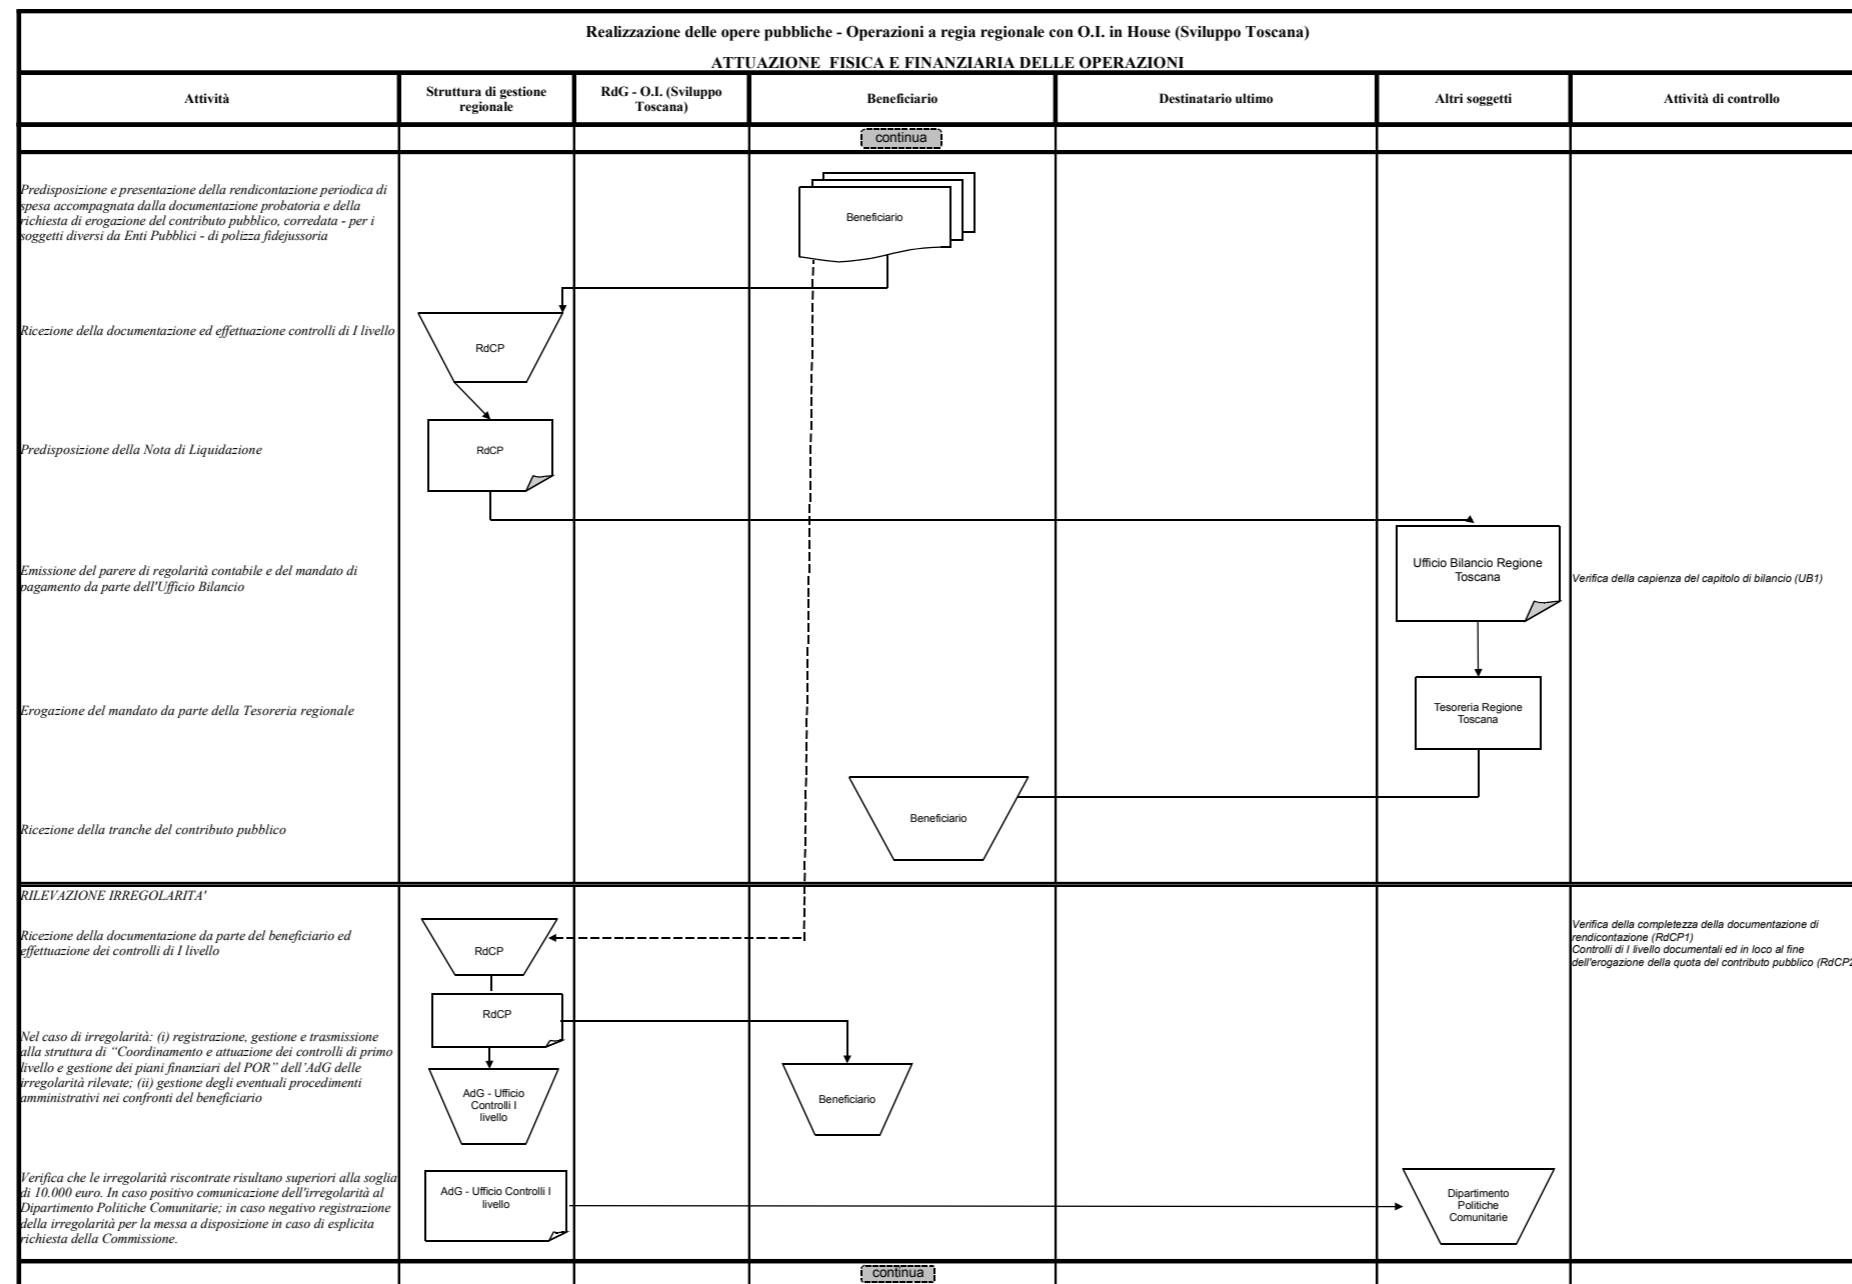 Realizzazione delle opere pubbliche - Operazioni a regia regionale con O.I. in House (Sviluppo Toscana)
ATTUAZIONE FISICA E FINANZIARIA DELLE OPERAZIONI
Attività
Struttura di gestione
regionale
RdG - O.I. (Sviluppo
Toscana)
Beneficiario
Destinatario ultimo
Altri soggetti
Attività di controllo
continua
Predisposizione e presentazione della rendicontazione periodica di
spesa accompagnata dalla documentazione probatoria e della
richiesta di erogazione del contributo pubblico, corredata - per i
soggetti diversi da Enti Pubblici - di polizza fidejussoria
Beneficiario
Ricezione della documentazione ed effettuazione controlli di I livello
RdCP
Predisposizione della Nota di Liquidazione
RdCP
Emissione del parere di regolarità contabile e del mandato di
pagamento da parte dell'Ufficio Bilancio
Ufficio Bilancio Regione
Toscana
Verifica della capienza del capitolo di bilancio (UB1)
Erogazione del mandato da parte della Tesoreria regionale
Tesoreria Regione
Toscana
Ricezione della tranche del contributo pubblico
Beneficiario
RILEVAZIONE IRREGOLARITA'
Ricezione della documentazione da parte del beneficiario ed
effettuazione dei controlli di I livello
RdCP
Verifica della completezza della documentazione di
rendicontazione (RdCP1)
Controlli di I livello documentali ed in loco al fine
dell'erogazione della quota del contributo pubblico (RdCP2
RdCP
Nel caso di irregolarità: (i) registrazione, gestione e trasmissione
alla struttura di “Coordinamento e attuazione dei controlli di primo
livello e gestione dei piani finanziari del POR” dell’AdG delle
irregolarità rilevate; (ii) gestione degli eventuali procedimenti
amministrativi nei confronti del beneficiario
AdG - Ufficio
Controlli I
livello
Beneficiario
Verifica che le irregolarità riscontrate risultano superiori alla soglia
di 10.000 euro. In caso positivo comunicazione dell'irregolarità al
Dipartimento Politiche Comunitarie; in caso negativo registrazione
della irregolarità per la messa a disposizione in caso di esplicita
richiesta della Commissione.
AdG - Ufficio Controlli I
livello
Dipartimento
Politiche
Comunitarie
continua